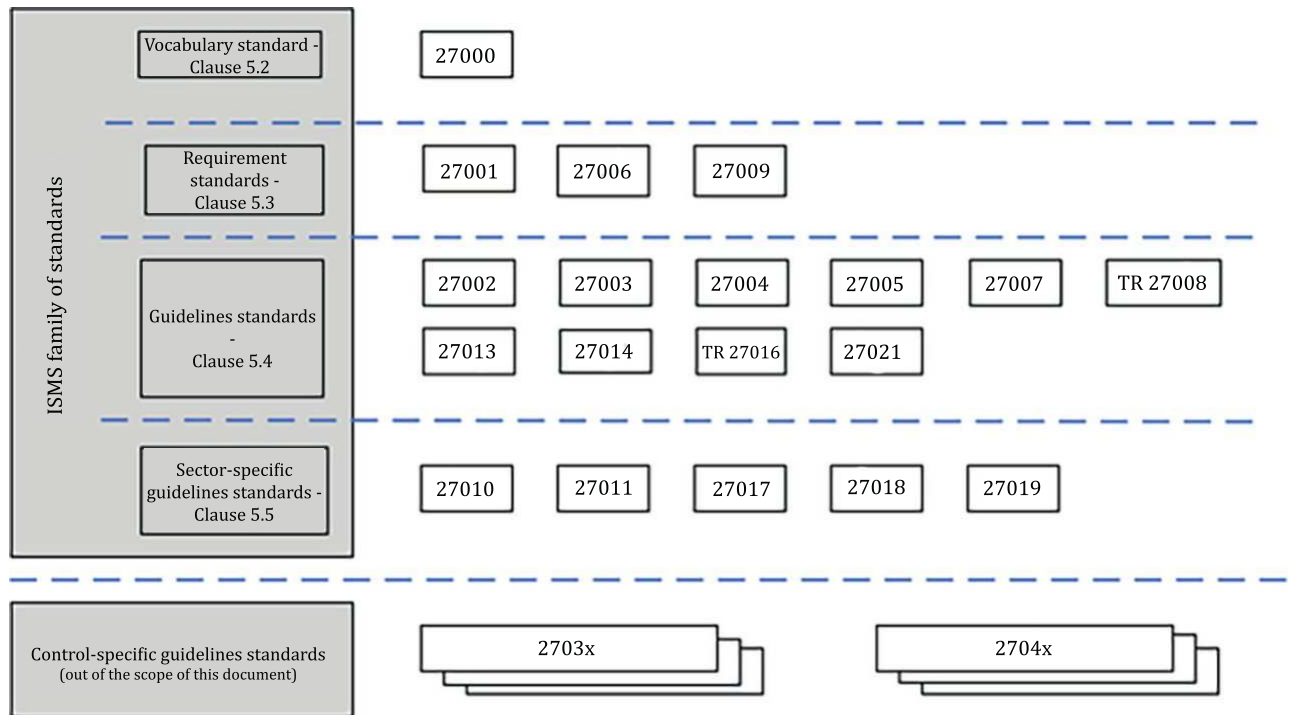 ISMS family of standards
Vocabulary standard -
Clause 5.2
27000
Requirement
standards -
Clause 5.3
27001
27006
27009
Guidelines standards
-
Clause 5.4
27002
27003
27004
27005
27007
TR 27008
27013
27014
TR 27016
27021
Sector-specific
guidelines standards -
Clause 5.5
27010
27011
27017
27018
27019
Control-specific guidelines standards
(out of the scope of this document)
2703x
2704x